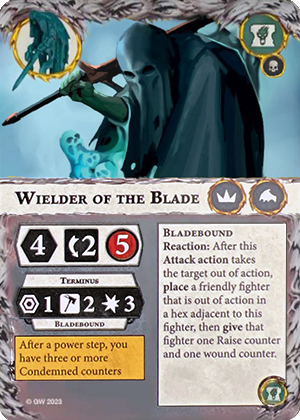 WIELDER OF THE BLADE
4 2 5
TERMINUS
1 2 3
BLADEBOUND
After a power step, you
have three or more
Condemned counters
BLADEBOUND
Reaction: After this
Attack action takes
the target out of action,
place a friendly fighter
that is out of action in
a hex adjacent to this
fighter, then give that
fighter one Raise counter
and one wound counter.
© GW 2023